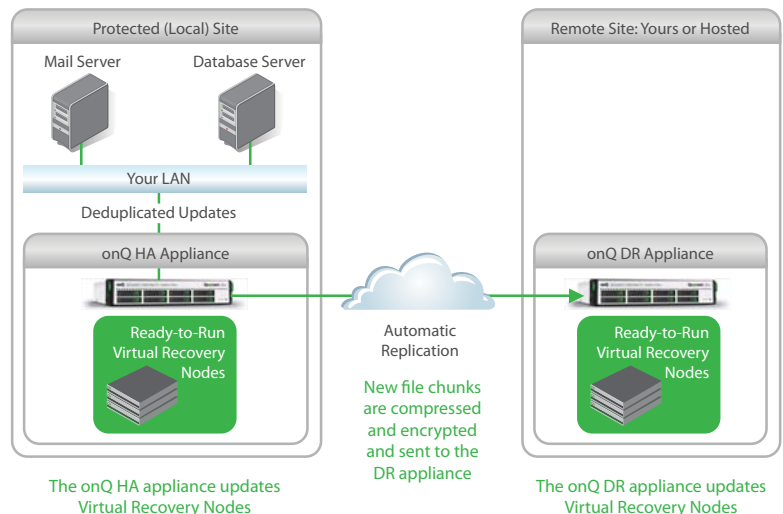 Protected (Local) Site
Mail Server
Database Server
Your LAN
Deduplicated Updates
onQ HA Appliance
onQ
Ready-to-Run
Virtual Recovery
Nodes
The onQ HA appliance updates
Virtual Recovery Nodes
Automatic
Replication
New file chunks
are compressed
and encrypted
and sent to the
DR appliance
Remote Site: Yours or Hosted
onQ DR Appliance
onQ
Ready-to-Run
Virtual Recovery
Nodes
The onQ DR appliance updates
Virtual Recovery Nodes